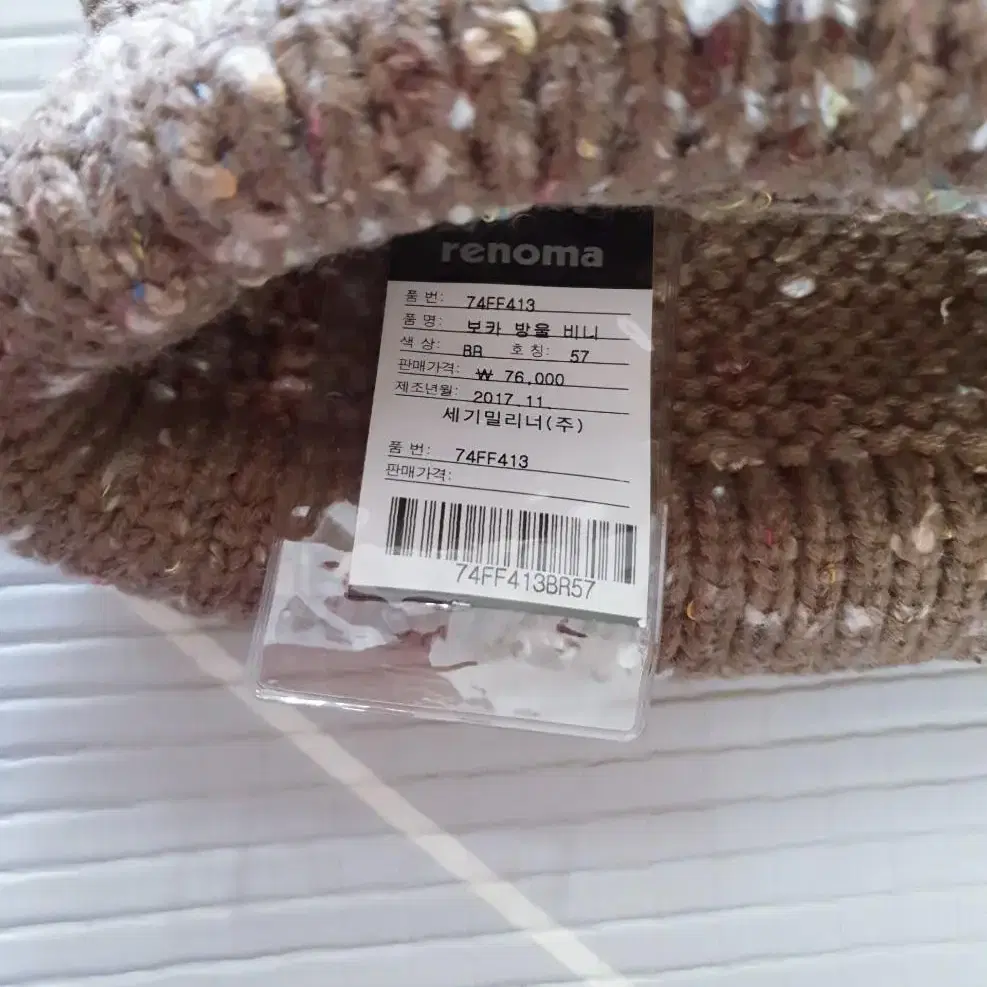 renoma
품 번: 74FF413
품 명: 보카 방울 비니
색 상: BR 호 칭: 57
판매가격: ₩ 76,000
제조년월: 2017.11.
세기밀리너(주)
품 번: 74FF413
판매가격:
74FF413BR57